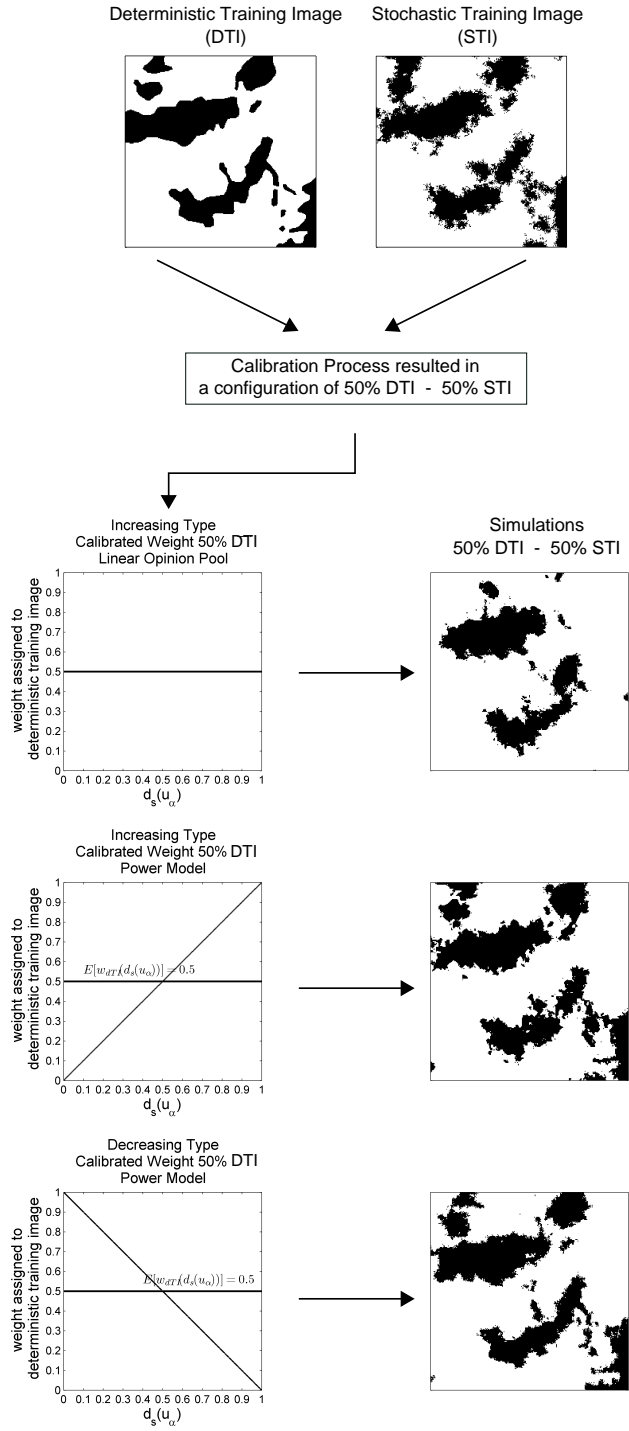 Deterministic Training Image
(DTI)
Stochastic Training Image
(STI)
Calibration Process resulted in
a configuration of 50% DTI - 50% STI
Increasing Type
Calibrated Weight 50% DTI
Linear Opinion Pool
weight assigned to
deterministic training image
1
0.9
0.8
0.7
0.6
0.5
0.4
0.3
0.2
0.1
0
0 0.1 0.2 0.3 0.4 0.5 0.6 0.7 0.8 0.9 1
d_s(u_α)
Simulations
50% DTI - 50% STI
Increasing Type
Calibrated Weight 50% DTI
Power Model
weight assigned to
deterministic training image
1
0.9
0.8
0.7
0.6
0.5
0.4
0.3
0.2
0.1
0
E[w_{dTI}(d_s(u_α))] = 0.5
0 0.1 0.2 0.3 0.4 0.5 0.6 0.7 0.8 0.9 1
d_s(u_α)
Decreasing Type
Calibrated Weight 50% DTI
Power Model
weight assigned to
deterministic training image
1
0.9
0.8
0.7
0.6
0.5
0.4
0.3
0.2
0.1
0
E[w_{dTI}(d_s(u_α))] = 0.5
0 0.1 0.2 0.3 0.4 0.5 0.6 0.7 0.8 0.9 1
d_s(u_α)